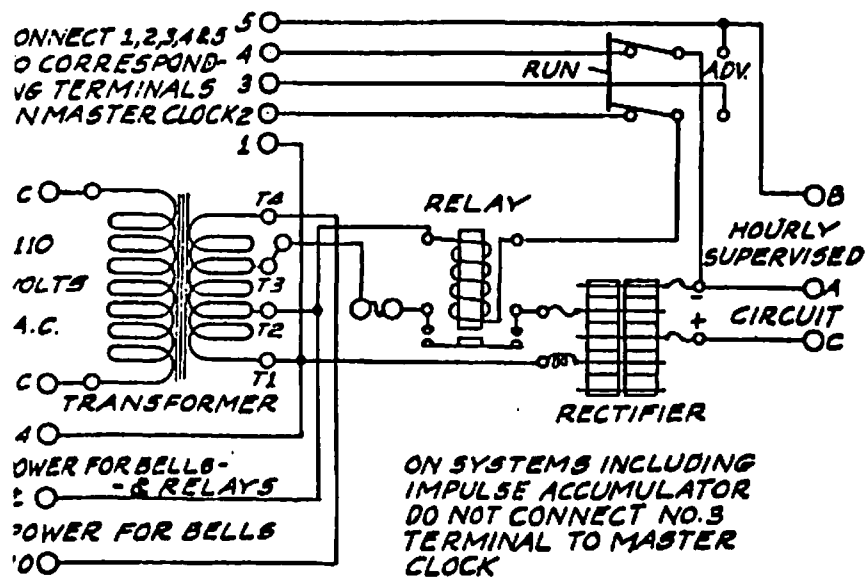 ONNECT 1,2,3,4&5
O CORRESPOND-
NG TERMINALS
N MASTER CLOCK
5
4
3
2
1
RUN
ADV.
C
110
VOLTS
A.C.
C
TRANSFORMER
T4
T3
T2
T1
RELAY
RECTIFIER
-
+
B
HOURLY
SUPERVISED
A
CIRCUIT
C
4
OWER FOR BELLS-
-& RELAYS
POWER FOR BELLS
10
ON SYSTEMS INCLUDING
IMPULSE ACCUMULATOR
DO NOT CONNECT NO.3
TERMINAL TO MASTER
CLOCK